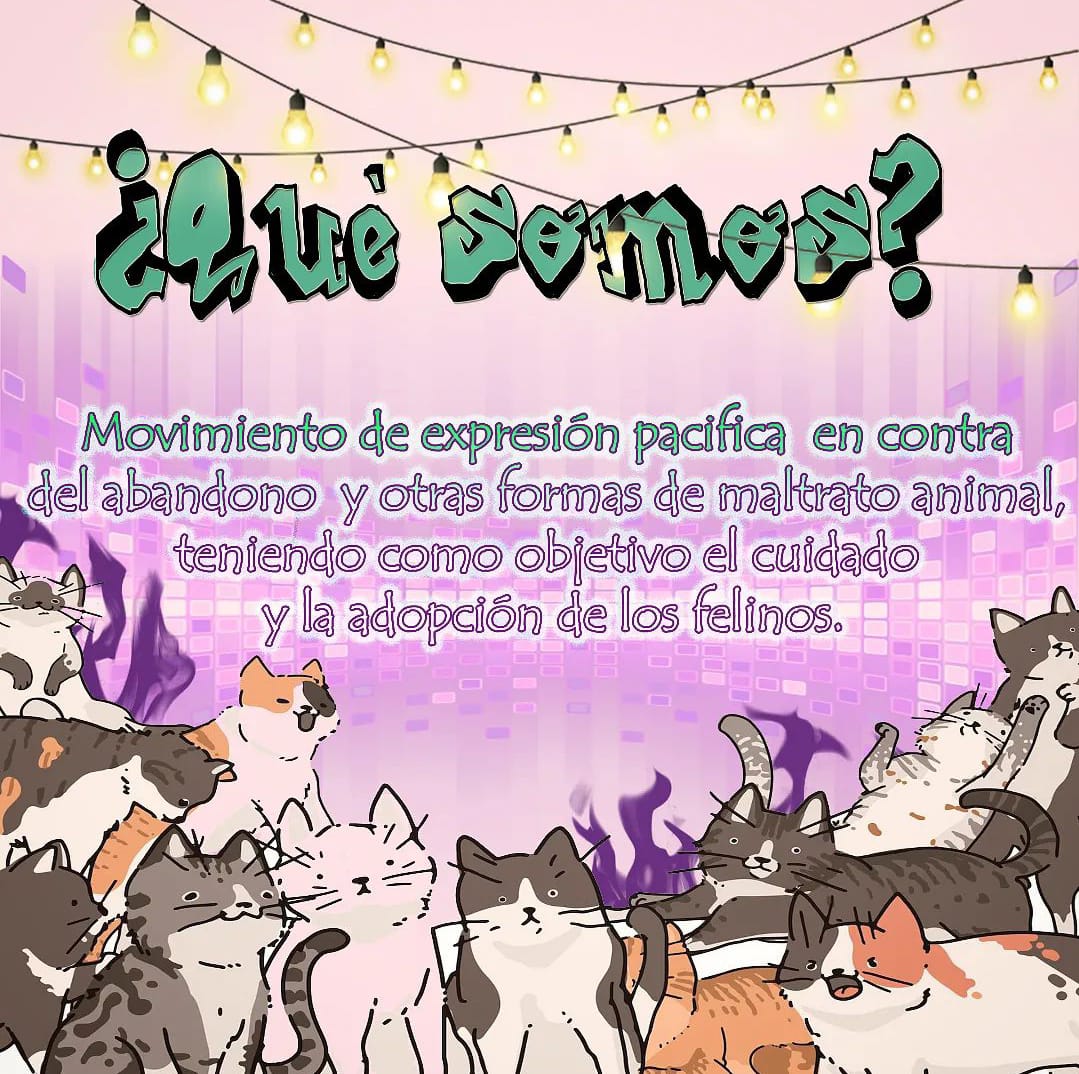 ¿Qué somos?
Movimiento de expresión pacifica en contra
del abandono y otras formas de maltrato animal,
teniendo como objetivo el cuidado
y la adopción de los felinos.